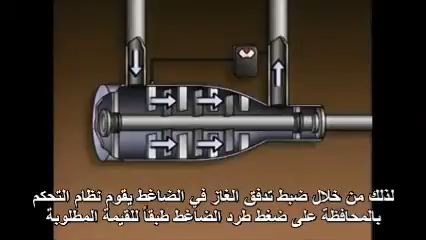 لذلك من خلال ضبط تدفق الغاز في الضاغط يقوم نظام التحكم
بالمحافظة على ضغط طرد الضاغط طبقاً للقيمة المطلوبة